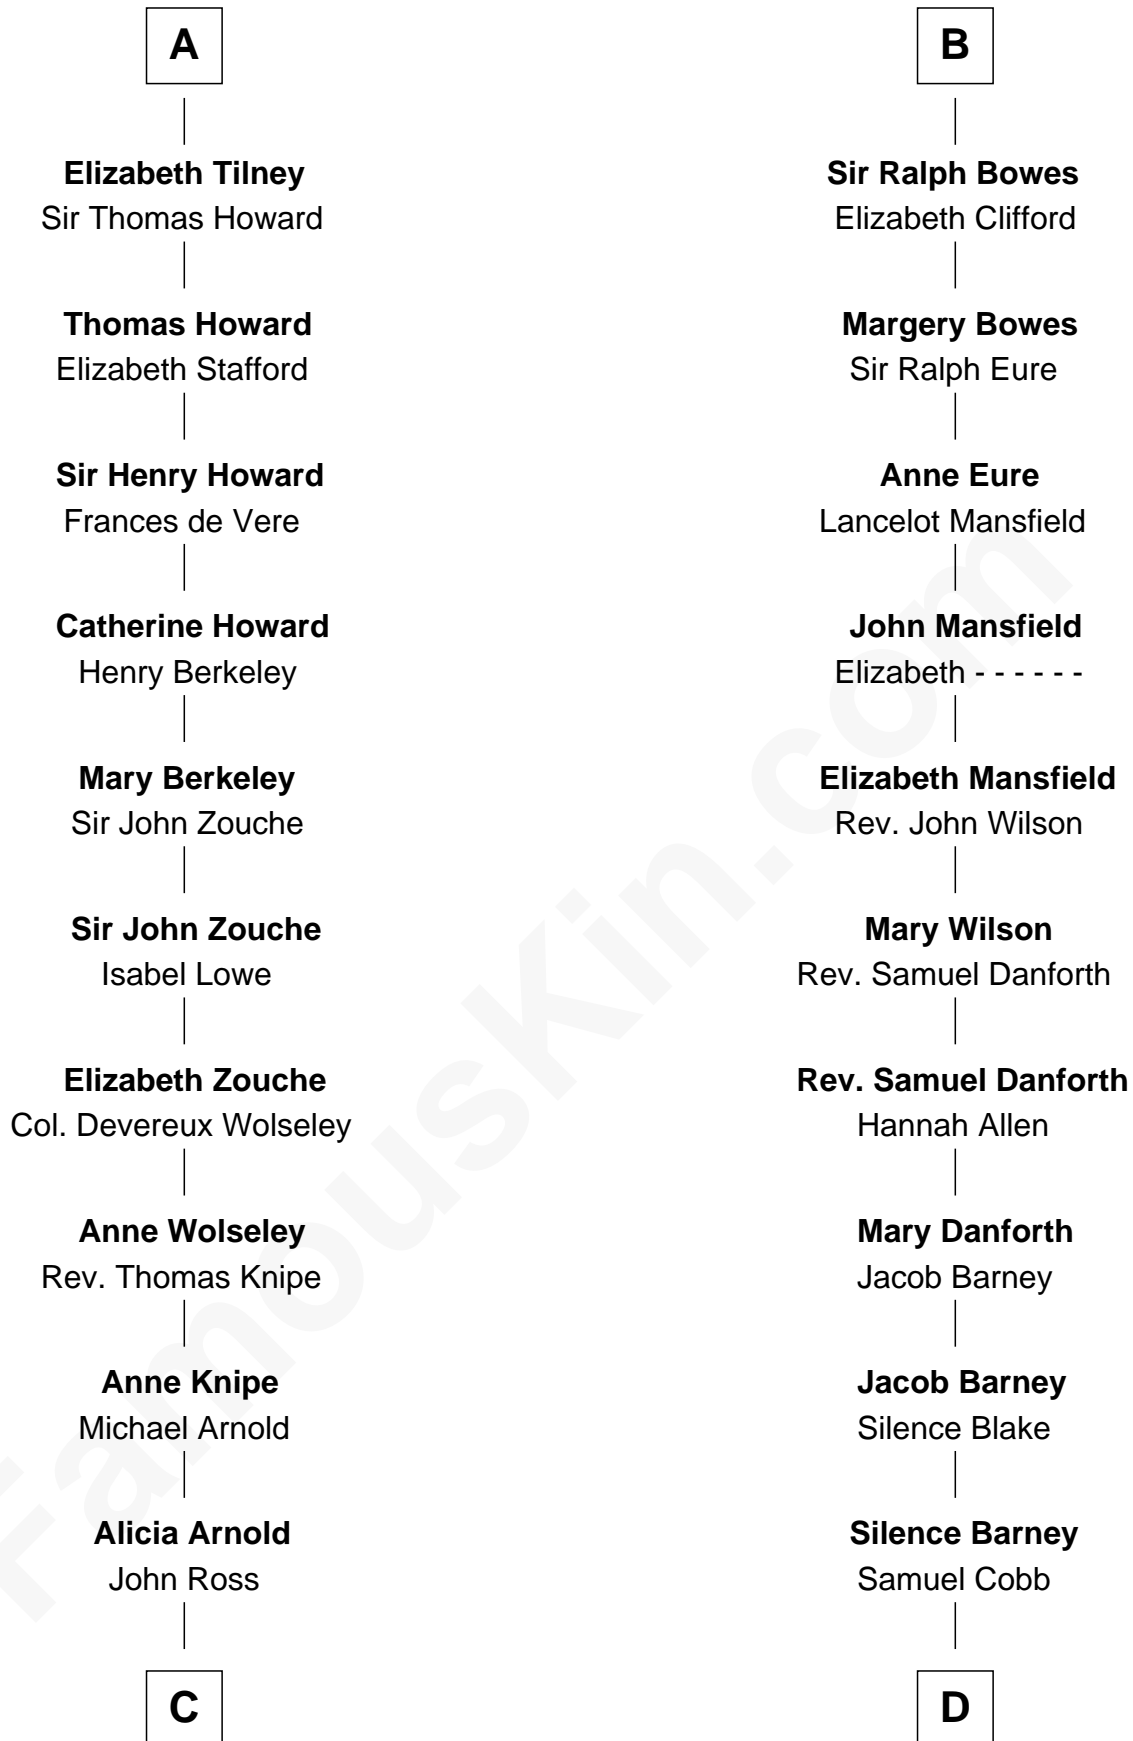 A
Elizabeth Tilney
Sir Thomas Howard
Thomas Howard
Elizabeth Stafford
Sir Henry Howard
Frances de Vere
Catherine Howard
Henry Berkeley
Mary Berkeley
Sir John Zouche
Sir John Zouche
Isabel Lowe
Elizabeth Zouche
Col. Devereux Wolseley
Anne Wolseley
Rev. Thomas Knipe
Anne Knipe
Michael Arnold
Alicia Arnold
John Ross
C
B
Sir Ralph Bowes
Elizabeth Clifford
Margery Bowes
Sir Ralph Eure
Anne Eure
Lancelot Mansfield
John Mansfield
Elizabeth - - - - - -
Elizabeth Mansfield
Rev. John Wilson
Mary Wilson
Rev. Samuel Danforth
Rev. Samuel Danforth
Hannah Allen
Mary Danforth
Jacob Barney
Jacob Barney
Silence Blake
Silence Barney
Samuel Cobb
D
FamousKin.com